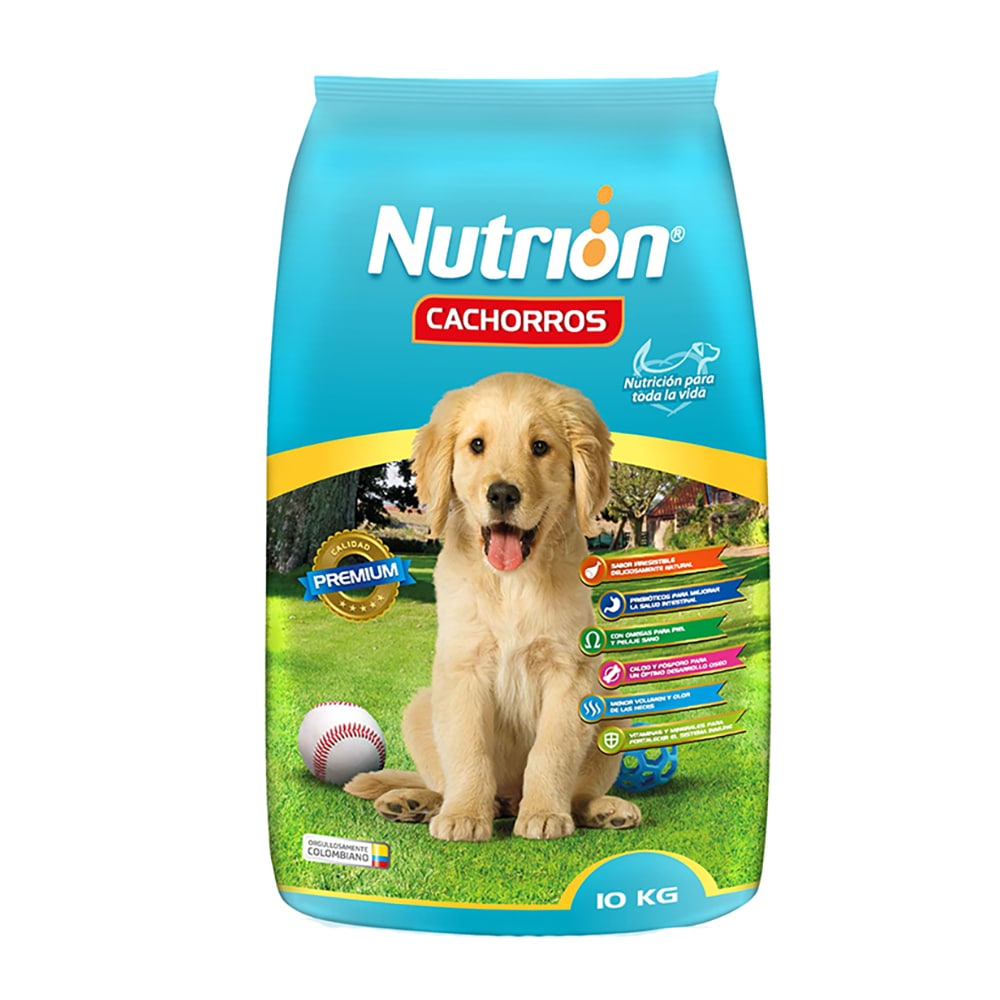 Nutrión®
CACHORROS
Nutrición para
toda la vida
CALIDAD
PREMIUM
SABOR IRRESISTIBLE
DELICIOSAMENTE NATURAL
PREBIÓTICOS PARA MEJORAR
LA SALUD INTESTINAL
CON OMEGAS PARA PIEL
Y PELAJE SANO
CALCIO Y FÓSFORO PARA
UN ÓPTIMO DESARROLLO ÓSEO
MENOR VOLUMEN Y OLOR
DE LAS HECES
VITAMINAS Y MINERALES PARA
FORTALECER EL SISTEMA INMUNE
ORGULLOSAMENTE
COLOMBIANO
10 KG